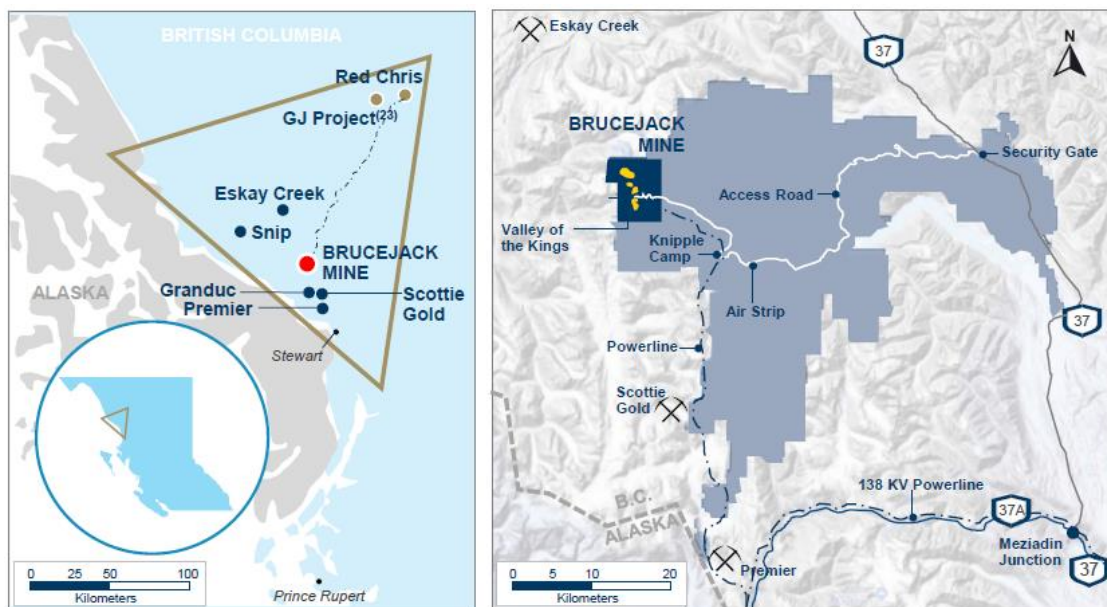 BRITISH COLUMBIA
Red Chris
GJ Project(23)
Eskay Creek
Snip
BRUCEJACK
MINE
ALASKA
Granduc
Premier
Scottie
Gold
Stewart
0 25 50 100
Kilometers
Prince Rupert
Eskay Creek
37
N
BRUCEJACK
MINE
Security Gate
Access Road
Valley of
the Kings
Knipple
Camp
Air Strip
37
Powerline
Scottie
Gold
138 KV Powerline
B.C.
ALASKA
37A
Meziadin
Junction
Premier
37
0 5 10 20
Kilometers